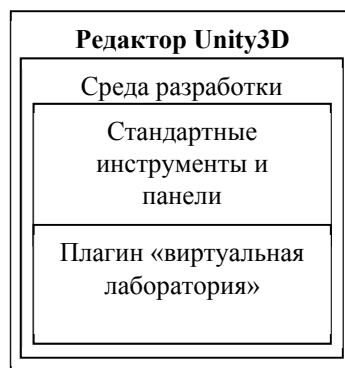 Редактор Unity3D
Среда разработки
Стандартные
инструменты и
панели
Плагин «виртуальная
лаборатория»